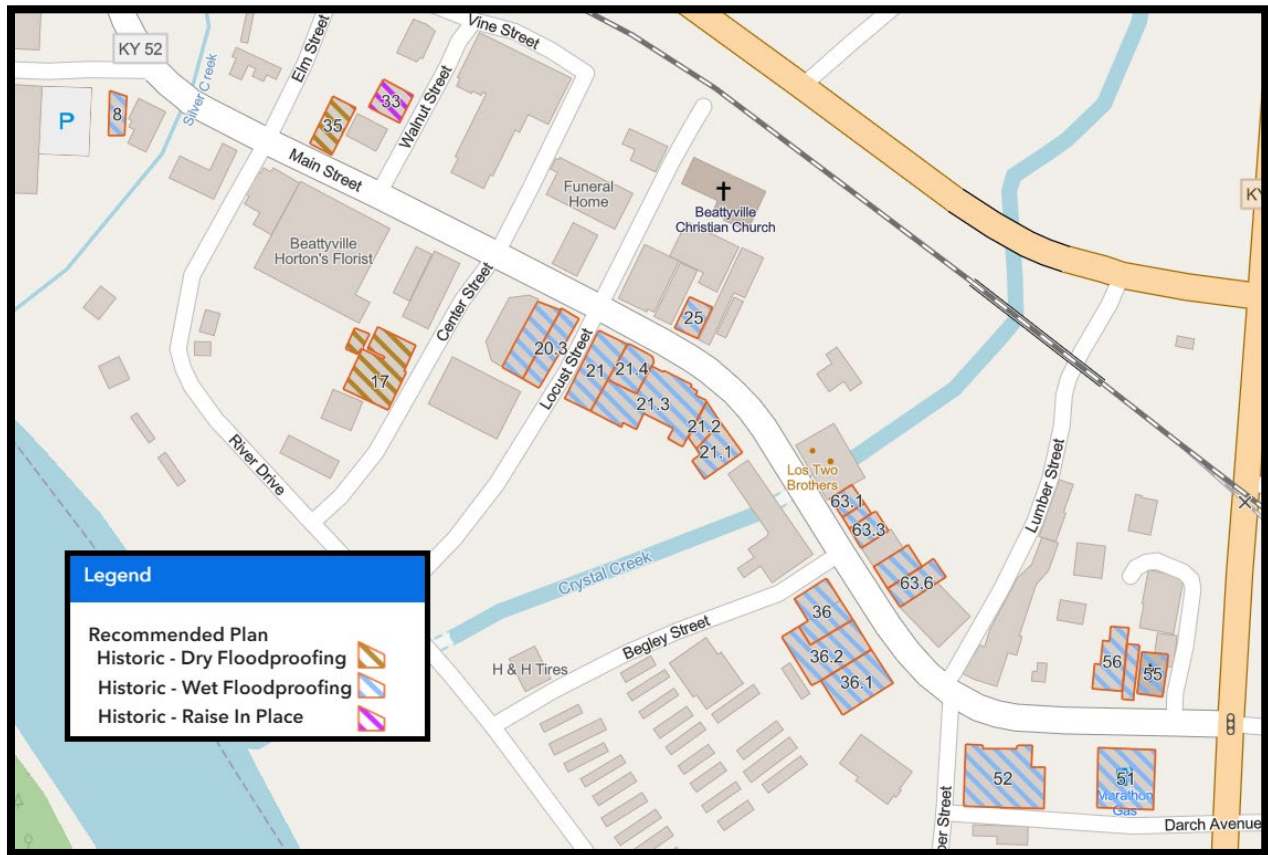 KY 52
Silver Creek
Elm Street
Vine Street
Walnut Street
P
8
35
33
Main Street
Funeral
Home
Beattyville
Christian Church
Beattyville
Horton's Florist
Center Street
Locust Street
17
20.3
21
21.4
21.3
21.2
21.1
25
River Drive
Los Two
Brothers
63.1
63.3
63.6
Lumber Street
Crystal Creek
Begley Street
H & H Tires
36
36.2
36.1
56
55
52
51
Marathon
Gas
Darch Avenue
ber Street
KY
Legend
Recommended Plan
Historic - Dry Floodproofing
Historic - Wet Floodproofing
Historic - Raise In Place